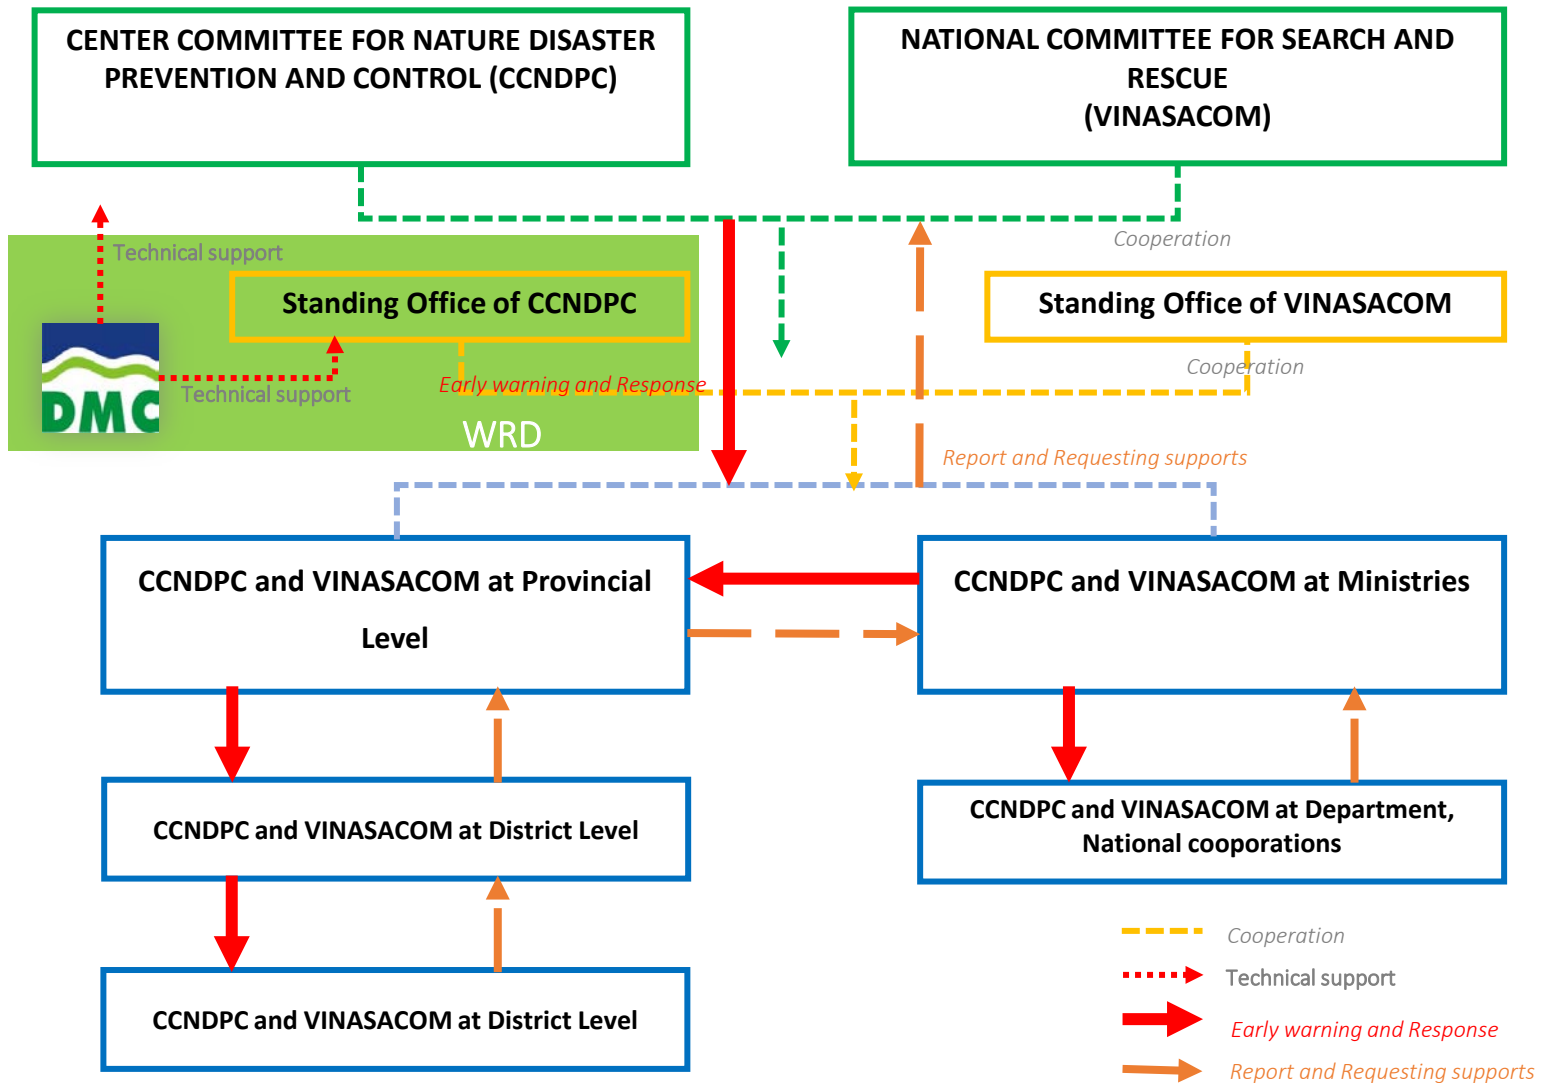 CENTER COMMITTEE FOR NATURE DISASTER
PREVENTION AND CONTROL (CCNDPC)
NATIONAL COMMITTEE FOR SEARCH AND
RESCUE
(VINASACOM)
Technical support
Cooperation
Standing Office of CCNDPC
Standing Office of VINASACOM
Cooperation
Technical support
Early warning and Response
DMC
WRD
Report and Requesting supports
CCNDPC and VINASACOM at Provincial
Level
CCNDPC and VINASACOM at Ministries
CCNDPC and VINASACOM at District Level
CCNDPC and VINASACOM at Department,
National cooporations
CCNDPC and VINASACOM at District Level
Cooperation
Technical support
Early warning and Response
Report and Requesting supports